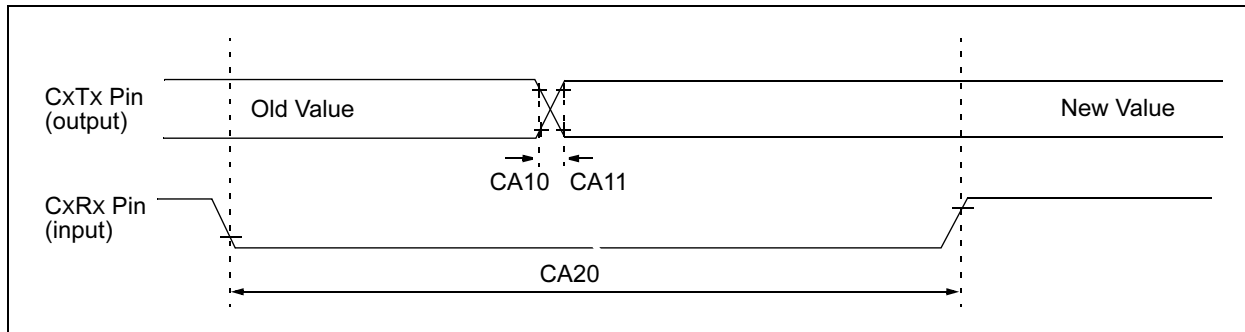 CxTx Pin
(output)
Old Value
New Value
CA10 CA11
CxRx Pin
(input)
CA20